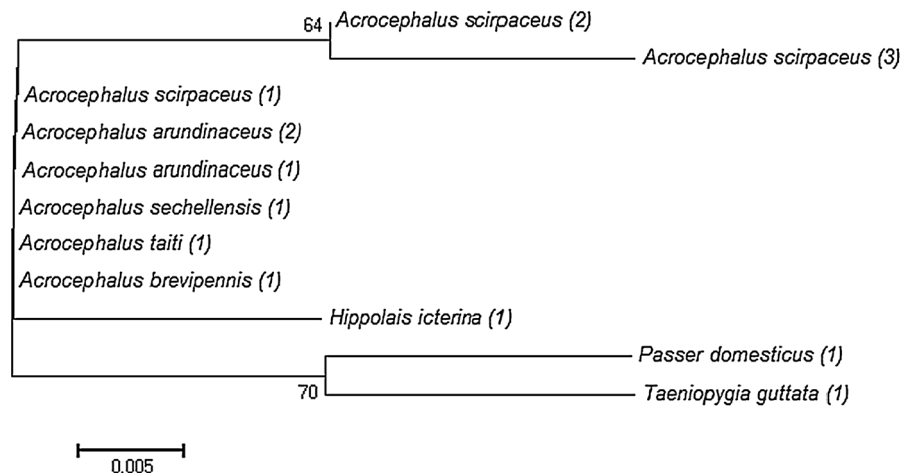 64
Acrocephalus scirpaceus (2)
Acrocephalus scirpaceus (3)
Acrocephalus scirpaceus (1)
Acrocephalus arundinaceus (2)
Acrocephalus arundinaceus (1)
Acrocephalus sechellensis (1)
Acrocephalus taiti (1)
Acrocephalus brevipennis (1)
Hippolais icterina (1)
Passer domesticus (1)
70
Taeniopygia guttata (1)
0.005